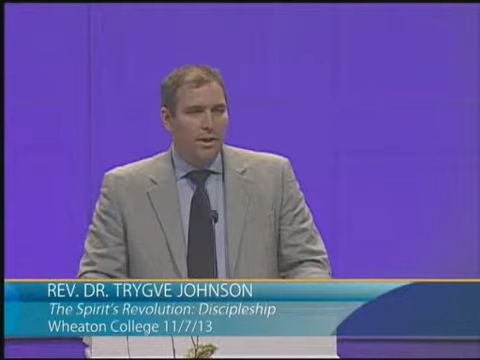 REV. DR. TRYGVE JOHNSON
The Spirit's Revolution: Discipleship
Wheaton College 11/7/13